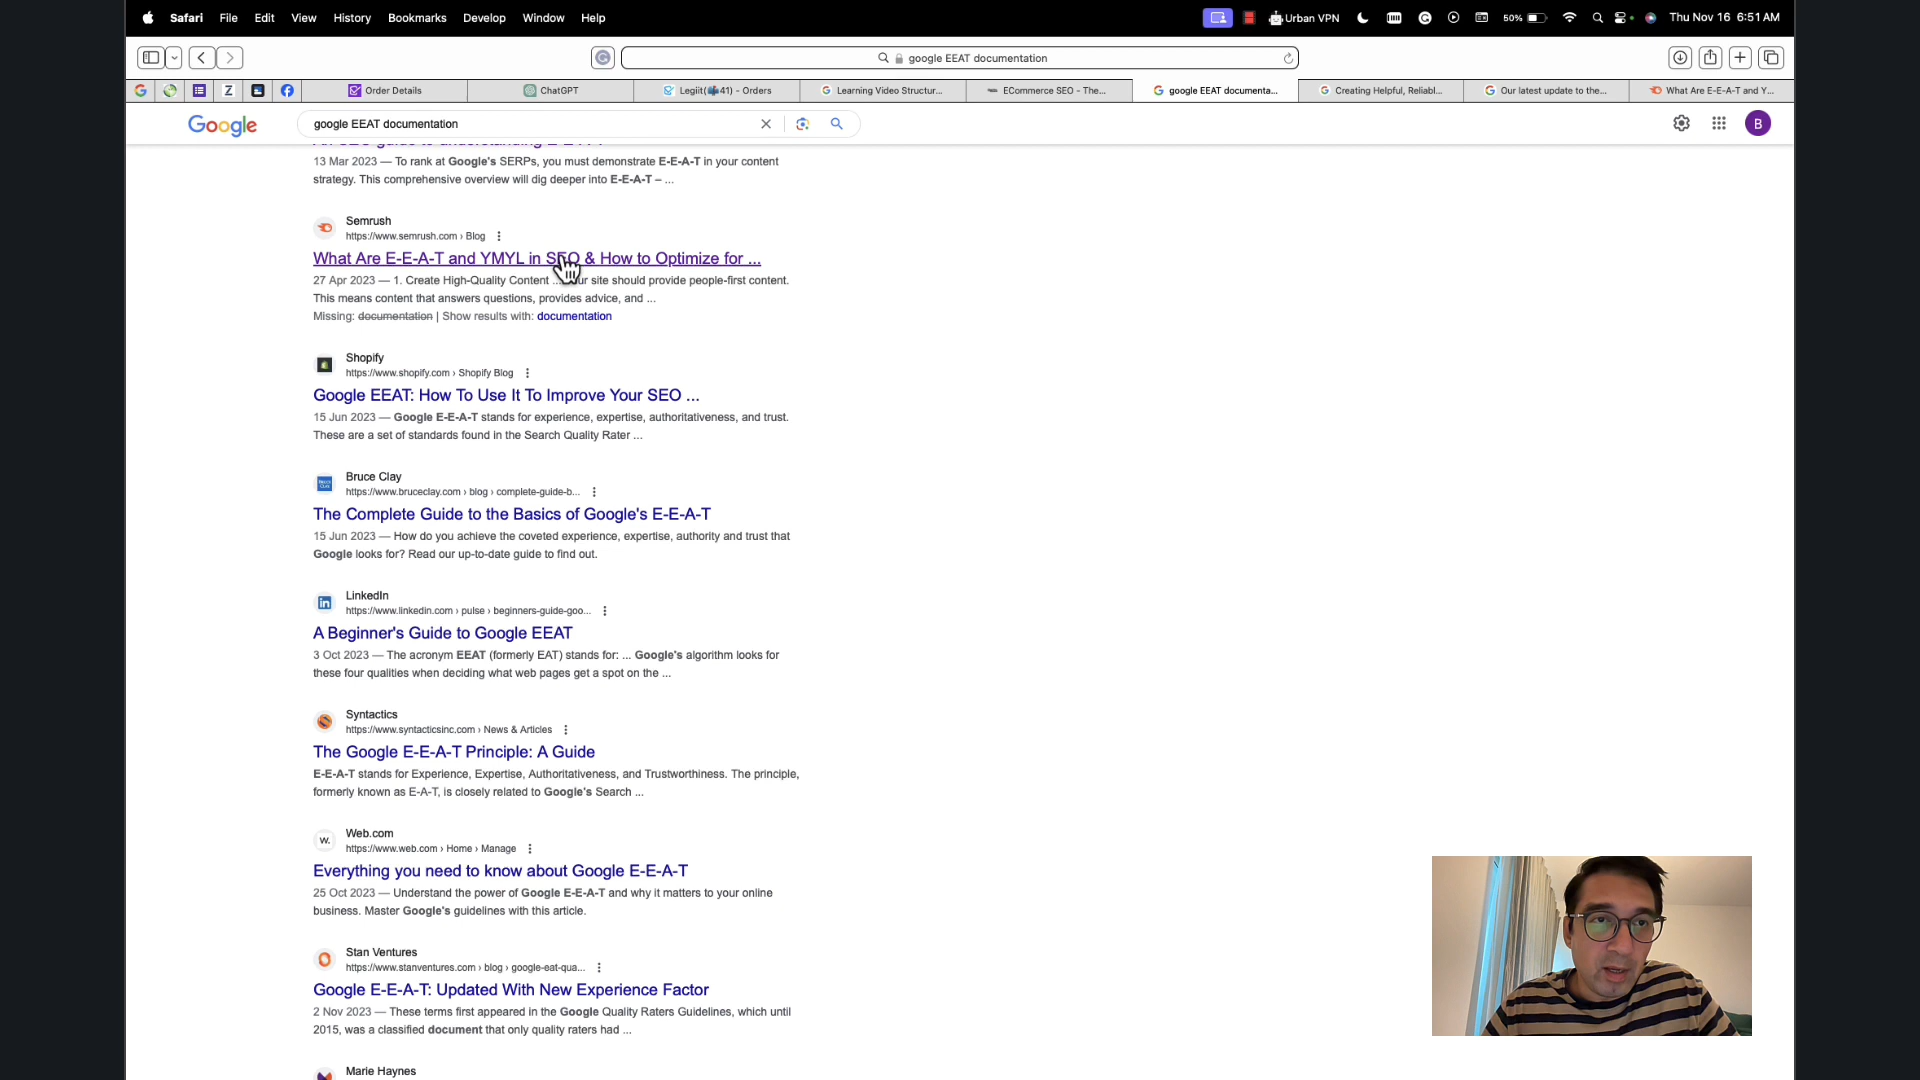 Safari File Edit View History Bookmarks Develop Window Help
Urban VPN 50% Thu Nov 16 6:51 AM
google EEAT documentation
Order Details
ChatGPT
Legiit(📫41) - Orders
Learning Video Structur...
ECommerce SEO - The...
google EEAT documenta...
Creating Helpful, Reliabl...
Our latest update to the...
What Are E-E-A-T and Y...
Z
Google
google EEAT documentation
B
An SEO guide to understanding E-E-A-T
13 Mar 2023 — To rank at Google's SERPs, you must demonstrate E-E-A-T in your content
strategy. This comprehensive overview will dig deeper into E-E-A-T – ...
Semrush
https://www.semrush.com › Blog
What Are E-E-A-T and YMYL in SEO & How to Optimize for ...
27 Apr 2023 — 1. Create High-Quality Content ... site should provide people-first content.
This means content that answers questions, provides advice, and ...
Missing: documentation | Show results with: documentation
Shopify
https://www.shopify.com › Shopify Blog
Google EEAT: How To Use It To Improve Your SEO ...
15 Jun 2023 — Google E-E-A-T stands for experience, expertise, authoritativeness, and trust.
These are a set of standards found in the Search Quality Rater ...
Bruce Clay
https://www.bruceclay.com › blog › complete-guide-b...
The Complete Guide to the Basics of Google's E-E-A-T
15 Jun 2023 — How do you achieve the coveted experience, expertise, authority and trust that
Google looks for? Read our up-to-date guide to find out.
LinkedIn
https://www.linkedin.com › pulse › beginners-guide-goo...
A Beginner's Guide to Google EEAT
3 Oct 2023 — The acronym EEAT (formerly EAT) stands for: ... Google's algorithm looks for
these four qualities when deciding what web pages get a spot on the ...
Syntactics
https://www.syntacticsinc.com › News & Articles
The Google E-E-A-T Principle: A Guide
E-E-A-T stands for Experience, Expertise, Authoritativeness, and Trustworthiness. The principle,
formerly known as E-A-T, is closely related to Google's Search ...
W.
Web.com
https://www.web.com › Home › Manage
Everything you need to know about Google E-E-A-T
25 Oct 2023 — Understand the power of Google E-E-A-T and why it matters to your online
business. Master Google's guidelines with this article.
Stan Ventures
https://www.stanventures.com › blog › google-eat-qua...
Google E-E-A-T: Updated With New Experience Factor
2 Nov 2023 — These terms first appeared in the Google Quality Raters Guidelines, which until
2015, was a classified document that only quality raters had ...
Marie Haynes